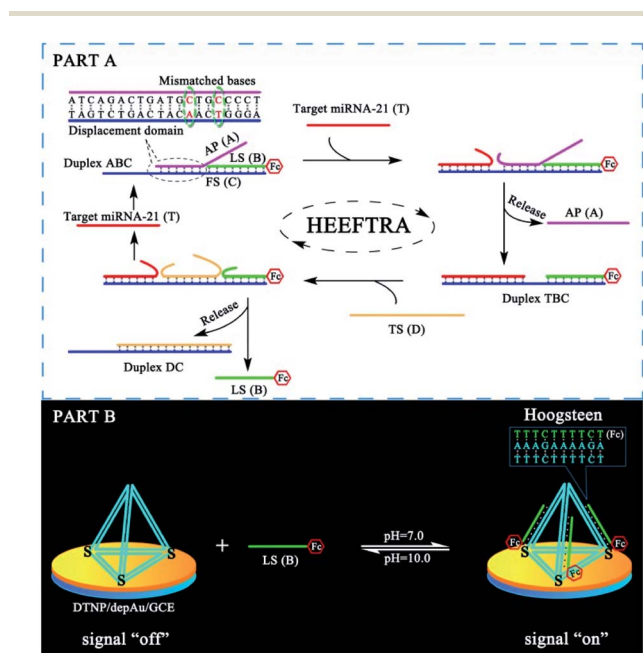 PART A
Mismatched bases
ATCAGACTGATGCTGCCCCT
TAGTCTGACTACAACTGGGA
Displacement domain
AP (A)
LS (B)
Fc
Duplex ABC
FS (C)
Target miRNA-21 (T)
Fc
Release
AP (A)
Target miRNA-21 (T)
HEEFTRA
Fc
Fc
Duplex TBC
TS (D)
Release
Duplex DC
Fc
LS (B)
PART B
Hoogsteen
TTTCTTTTCT (Fc)
AAAGAAAAGA
TTTCTTTTCT
S
S
S
DTNP/depAu/GCE
signal "off"
+
Fc
LS (B)
pH=7.0
pH=10.0
Fc
S
S
Fc
S
Fc
signal "on"